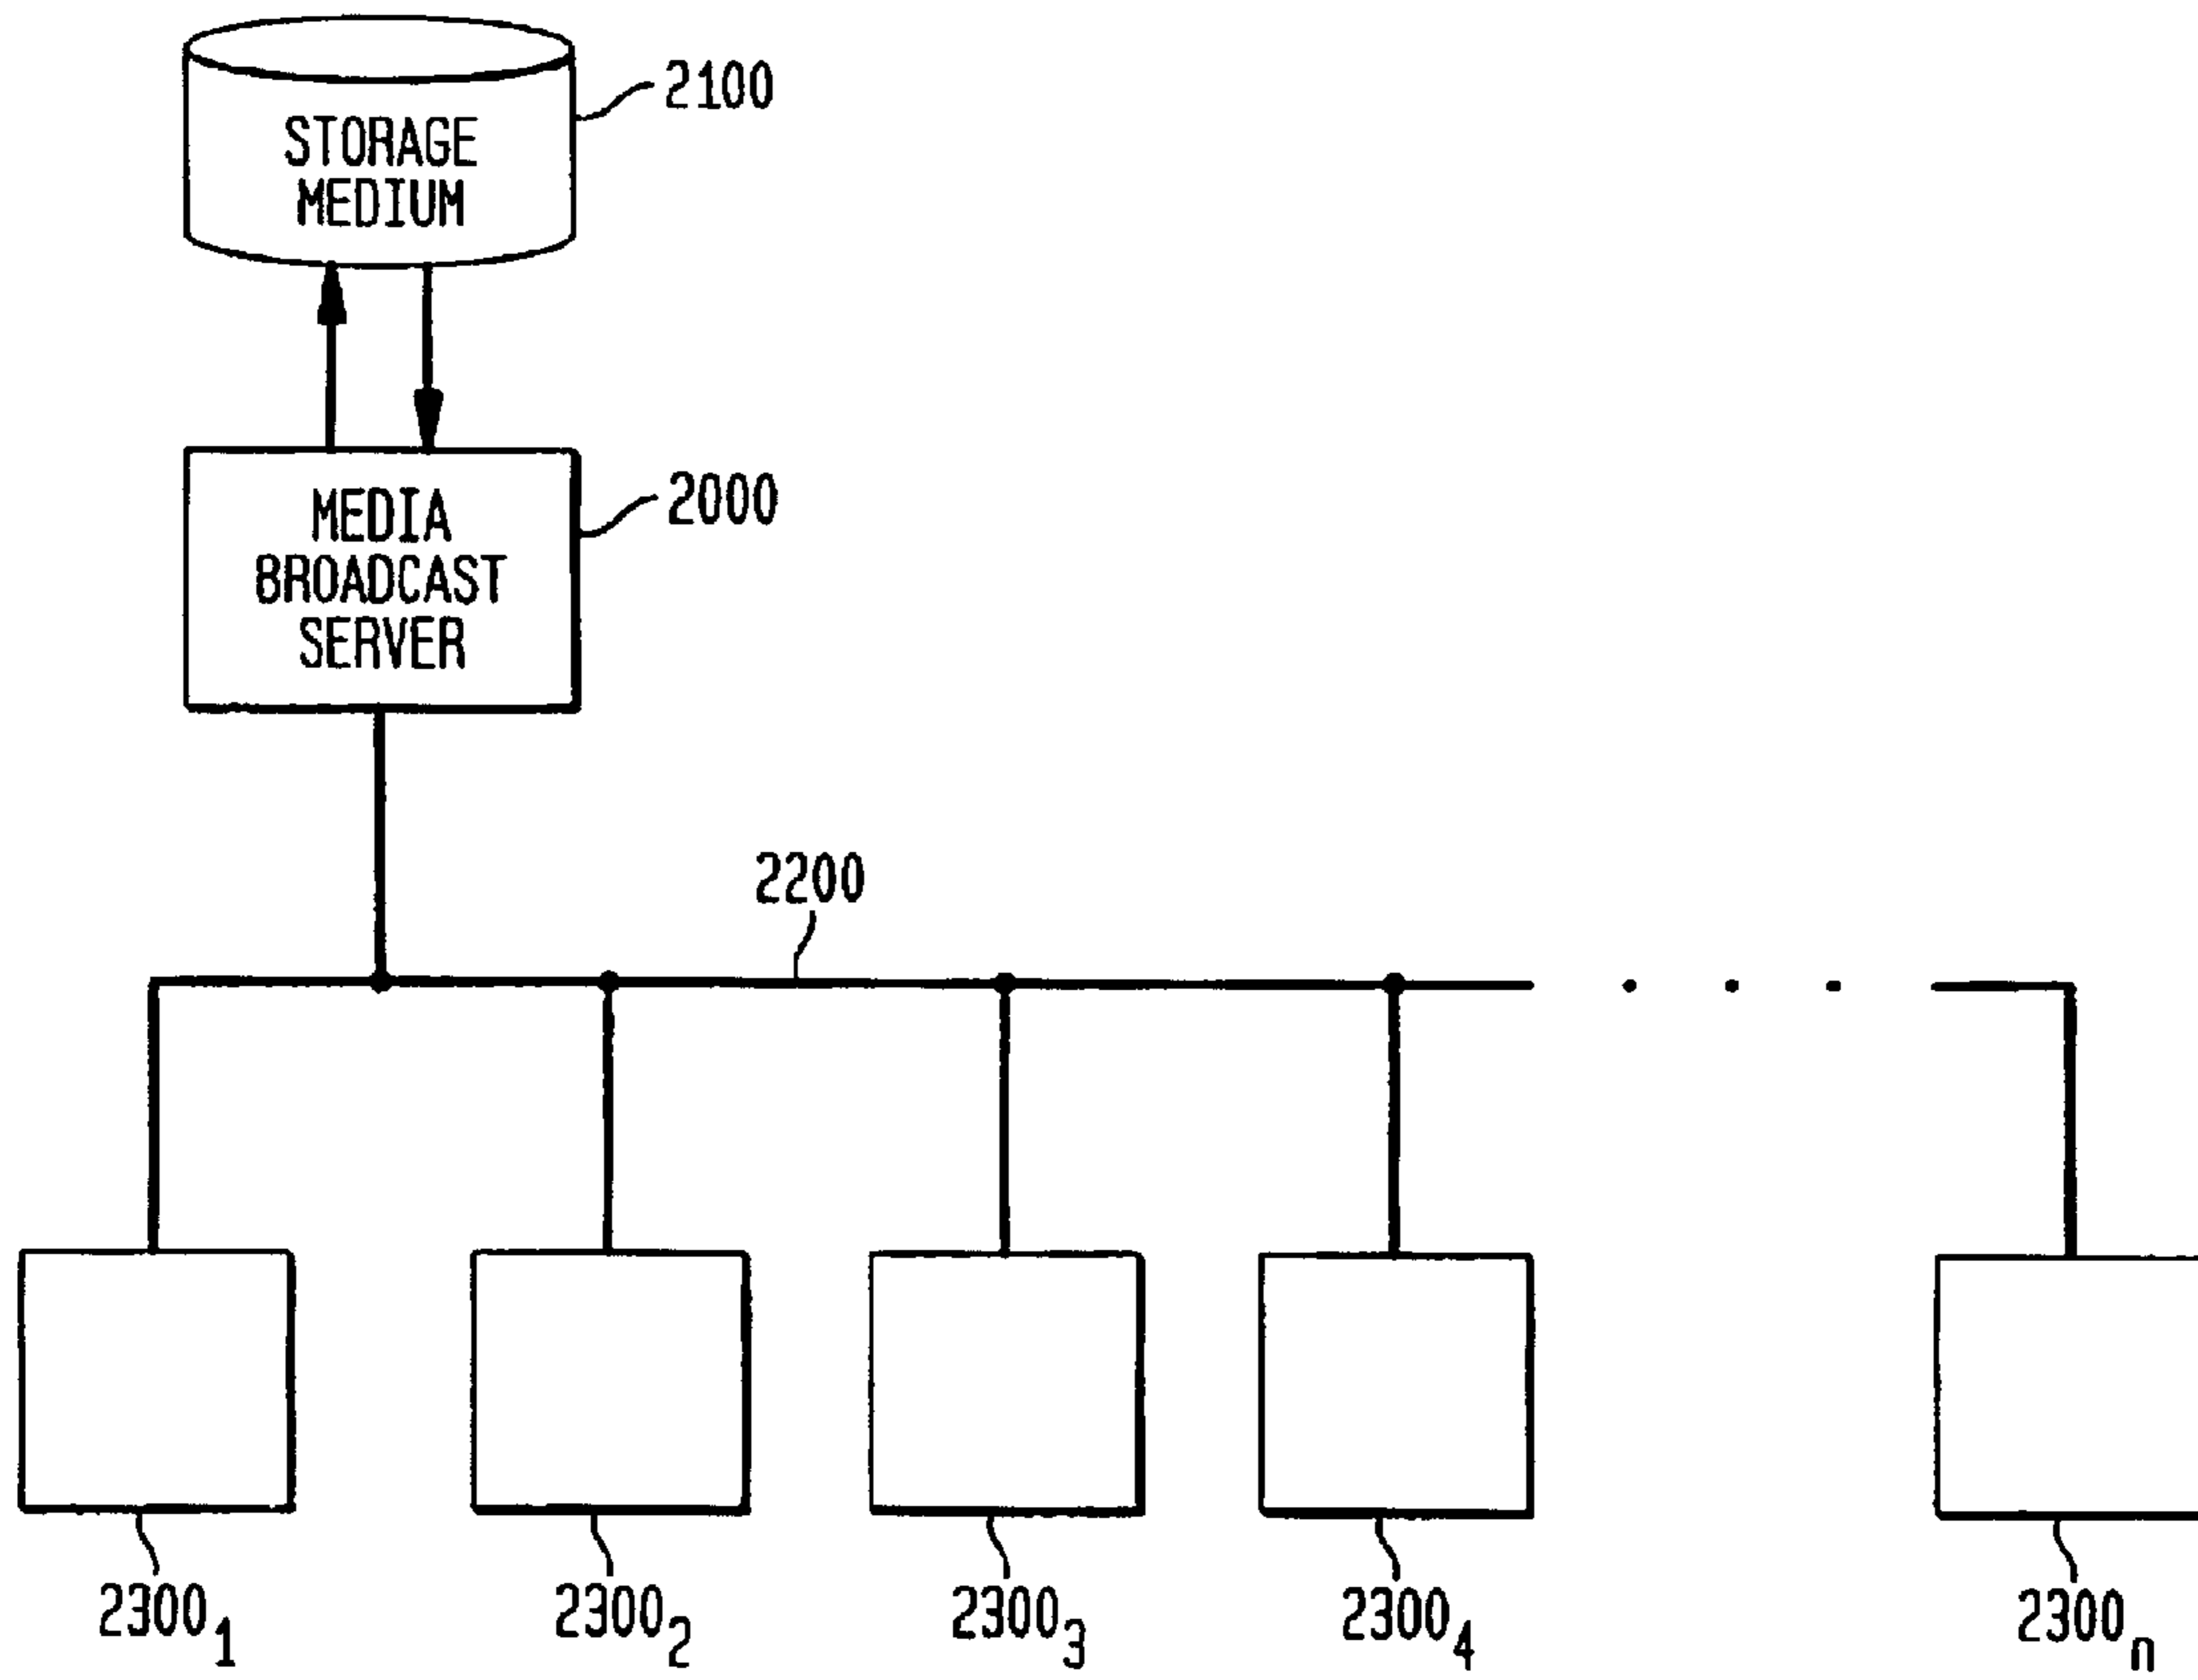 2100
STORAGE
MEDIUM
2000
MEDIA
BROADCAST
SERVER
2200
2300₁
2300₂
2300₃
2300₄
2300ₙ